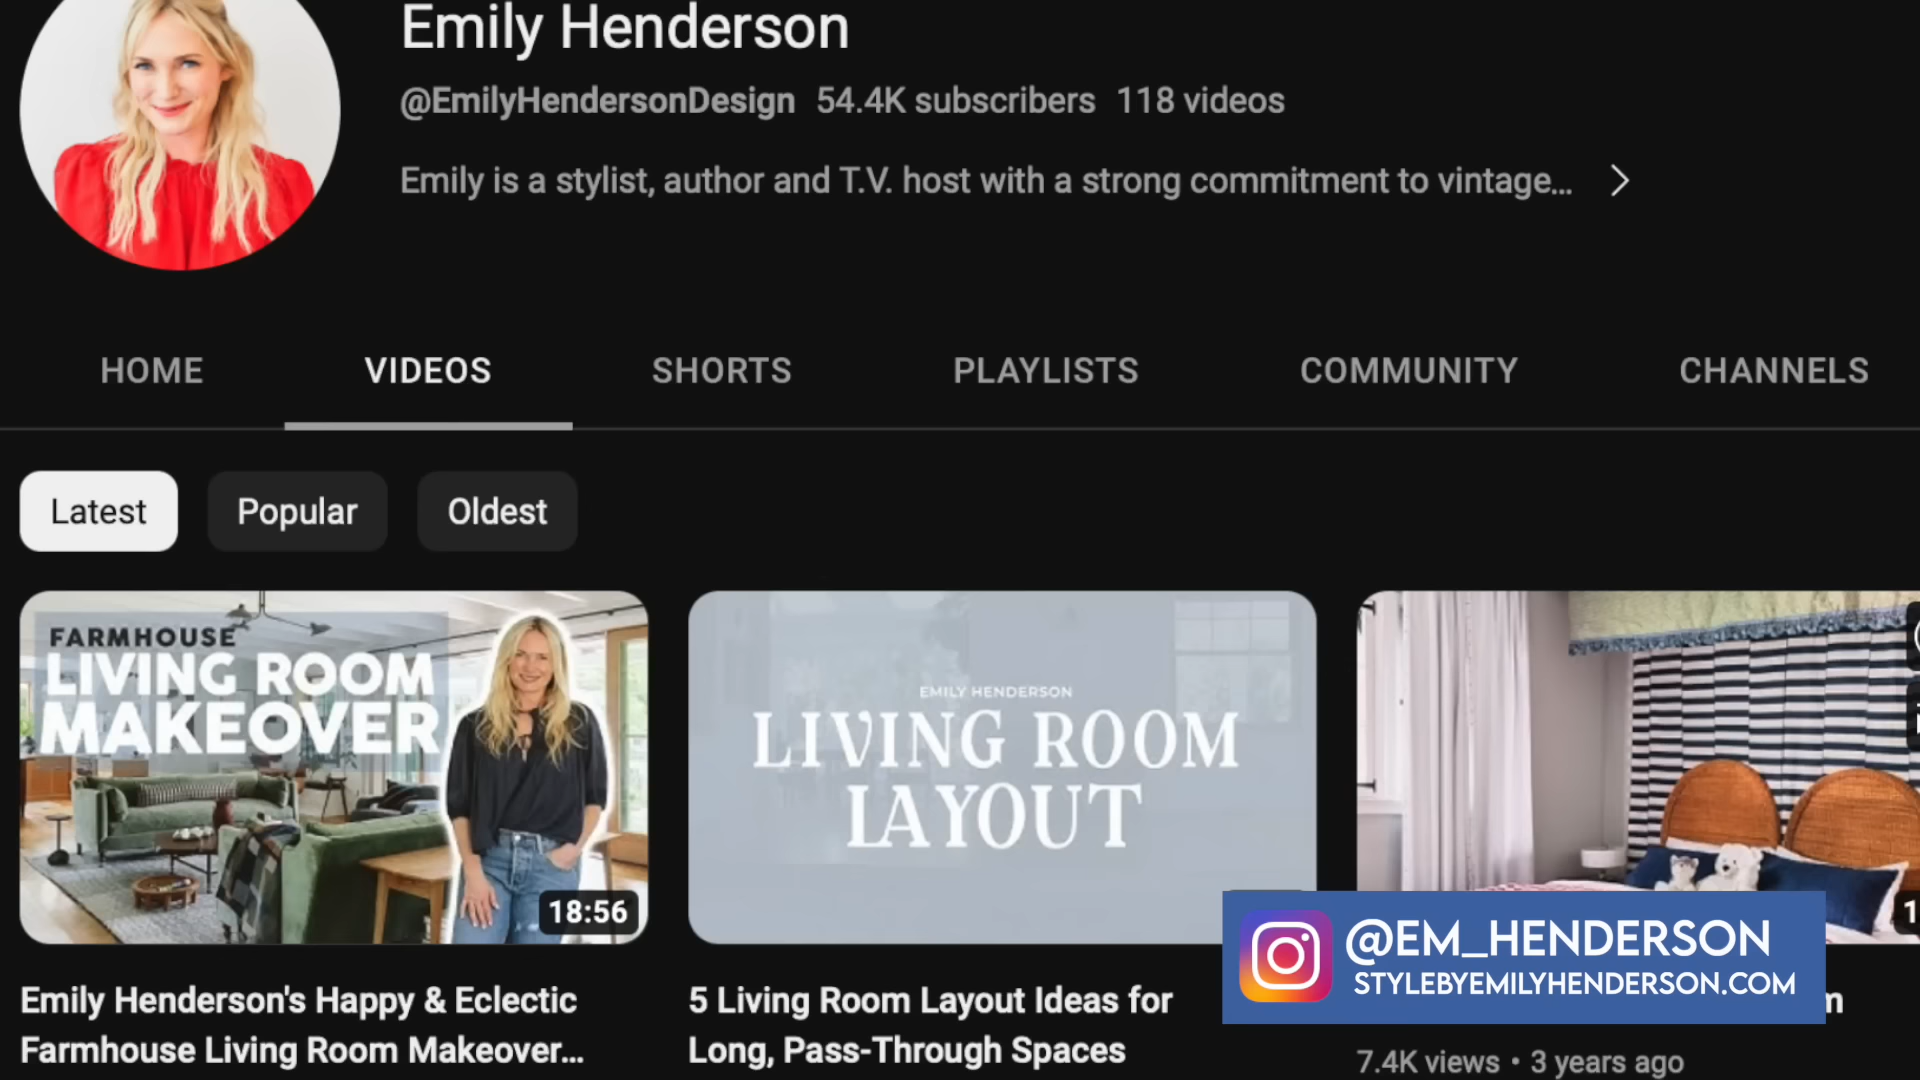 Emily Henderson
@EmilyHendersonDesign 54.4K subscribers 118 videos
Emily is a stylist, author and T.V. host with a strong commitment to vintage...
HOME VIDEOS SHORTS PLAYLISTS COMMUNITY CHANNELS
Latest Popular Oldest
FARMHOUSE
LIVING ROOM
MAKEOVER
18:56
EMILY HENDERSON
LIVING ROOM
LAYOUT
@EM_HENDERSON
STYLEBYEMILYHENDERSON.COM
Emily Henderson's Happy & Eclectic
Farmhouse Living Room Makeover...
5 Living Room Layout Ideas for
Long, Pass-Through Spaces
7.4K views • 3 years ago